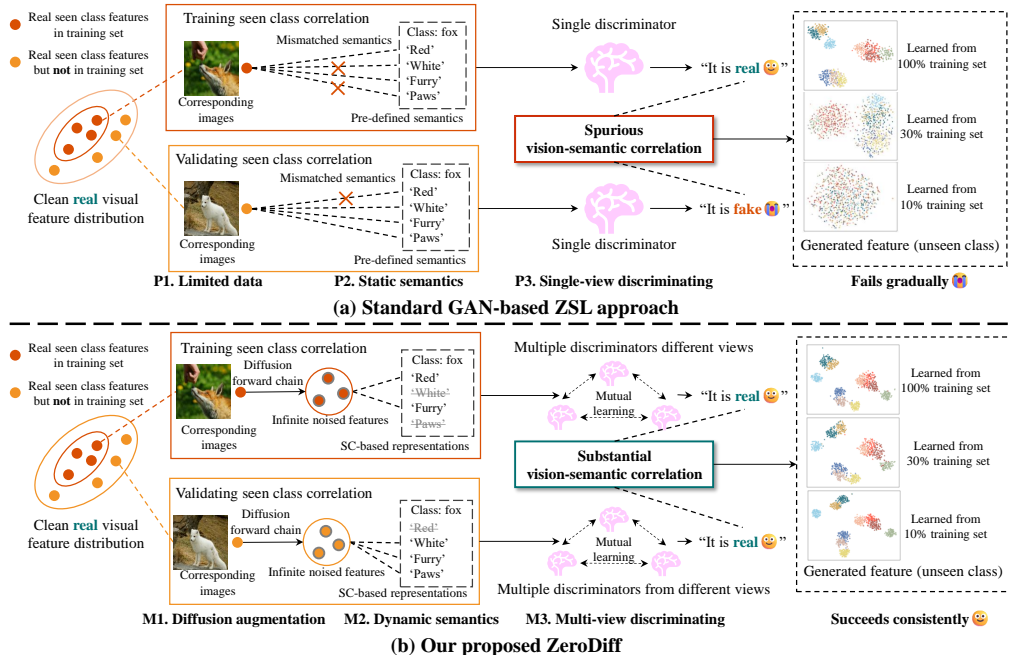 Real seen class features
in training set
Real seen class features
but not in training set
Clean real visual
feature distribution
Training seen class correlation
Corresponding
images
Mismatched semantics
Class: fox
‘Red’
‘White’
‘Furry’
‘Paws’
Pre-defined semantics
Validating seen class correlation
Corresponding
images
Mismatched semantics
Class: fox
‘Red’
‘White’
‘Furry’
‘Paws’
Pre-defined semantics
Single discriminator
“It is real ”
Spurious
vision-semantic correlation
“It is fake ”
Single discriminator
Learned from
100% training set
Learned from
30% training set
Learned from
10% training set
Generated feature (unseen class)
P1. Limited data
P2. Static semantics
P3. Single-view discriminating
Fails gradually
(a) Standard GAN-based ZSL approach
Real seen class features
in training set
Real seen class features
but not in training set
Clean real visual
feature distribution
Training seen class correlation
Diffusion
forward chain
Corresponding
images
Infinite noised features
Class: fox
‘Red’
‘White’
‘Furry’
‘Paws’
SC-based representations
Validating seen class correlation
Diffusion
forward chain
Corresponding
images
Infinite noised features
Class: fox
‘Red’
‘White’
‘Furry’
‘Paws’
SC-based representations
Multiple discriminators different views
Mutual
learning
“It is real ”
Substantial
vision-semantic correlation
Mutual
learning
“It is real ”
Multiple discriminators from different views
Learned from
100% training set
Learned from
30% training set
Learned from
10% training set
Generated feature (unseen class)
M1. Diffusion augmentation
M2. Dynamic semantics
M3. Multi-view discriminating
Succeeds consistently
(b) Our proposed ZeroDiff